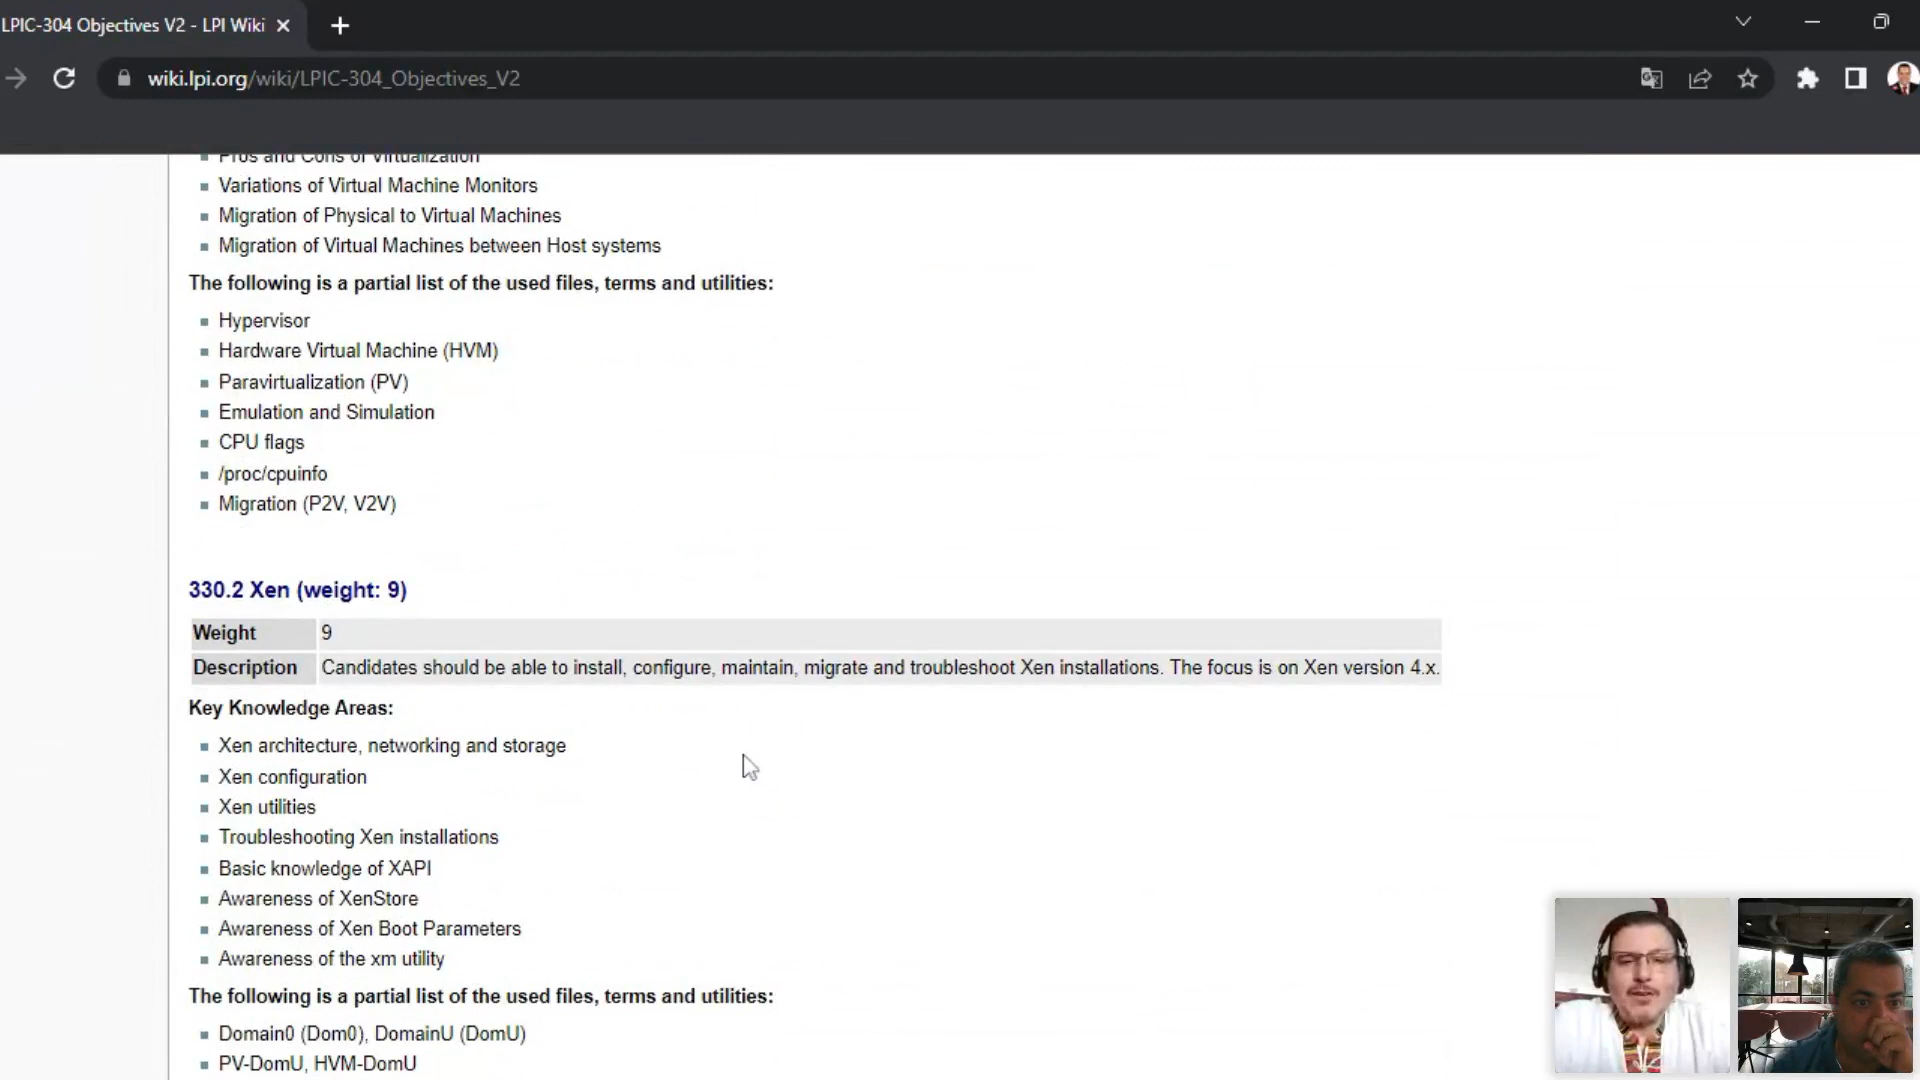 LPIC-304 Objectives V2 - LPI Wiki
wiki.lpi.org/wiki/LPIC-304_Objectives_V2
Pros and Cons of Virtualization
Variations of Virtual Machine Monitors
Migration of Physical to Virtual Machines
Migration of Virtual Machines between Host systems
The following is a partial list of the used files, terms and utilities:
Hypervisor
Hardware Virtual Machine (HVM)
Paravirtualization (PV)
Emulation and Simulation
CPU flags
/proc/cpuinfo
Migration (P2V, V2V)
330.2 Xen (weight: 9)
Weight 9
Description Candidates should be able to install, configure, maintain, migrate and troubleshoot Xen installations. The focus is on Xen version 4.x.
Key Knowledge Areas:
Xen architecture, networking and storage
Xen configuration
Xen utilities
Troubleshooting Xen installations
Basic knowledge of XAPI
Awareness of XenStore
Awareness of Xen Boot Parameters
Awareness of the xm utility
The following is a partial list of the used files, terms and utilities:
Domain0 (Dom0), DomainU (DomU)
PV-DomU, HVM-DomU